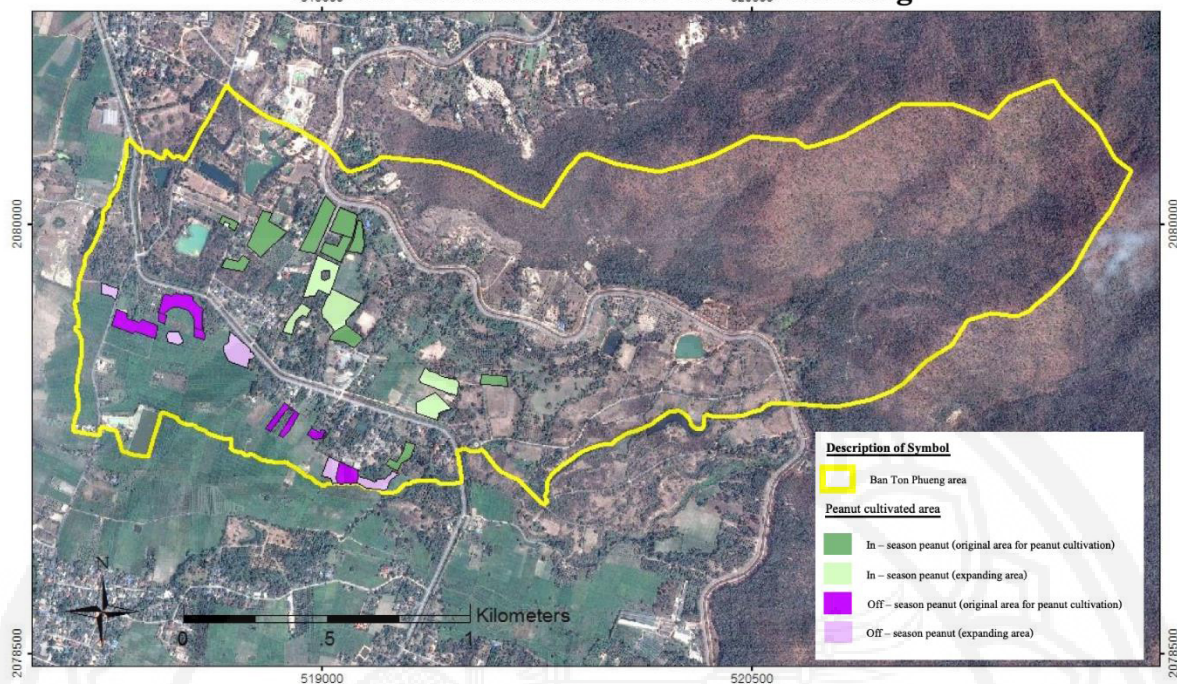 519000 520500
2080000 2080000
Description of Symbol
Ban Ton Phueng area
Peanut cultivated area
In – season peanut (original area for peanut cultivation)
In – season peanut (expanding area)
Off – season peanut (original area for peanut cultivation)
Off – season peanut (expanding area)
N
Kilometers
0 .5 1
2078500 2078500
519000 520500